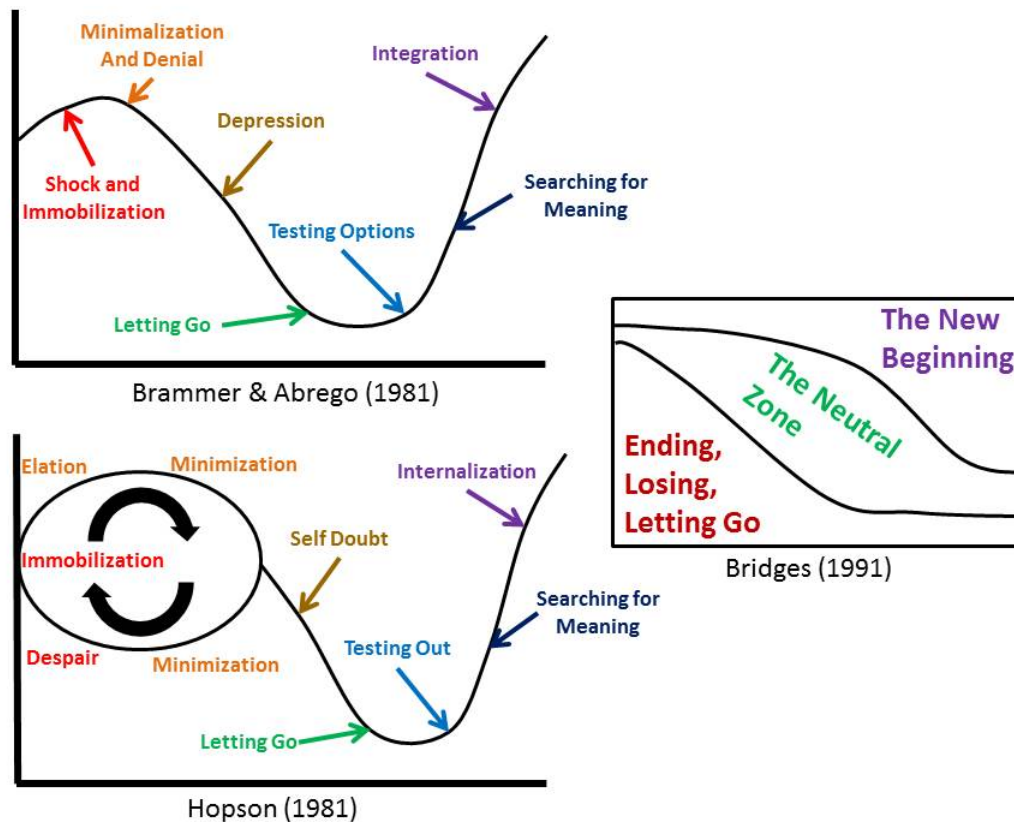 Minimalization
And Denial
Integration
Depression
Shock and
Immobilization
Searching for
Meaning
Testing Options
Letting Go
Brammer & Abrego (1981)
The New
Beginning
The Neutral
Zone
Ending,
Losing,
Letting Go
Bridges (1991)
Elation
Minimization
Internalization
Immobilization
Self Doubt
Searching for
Meaning
Despair
Minimization
Testing Out
Letting Go
Hopson (1981)